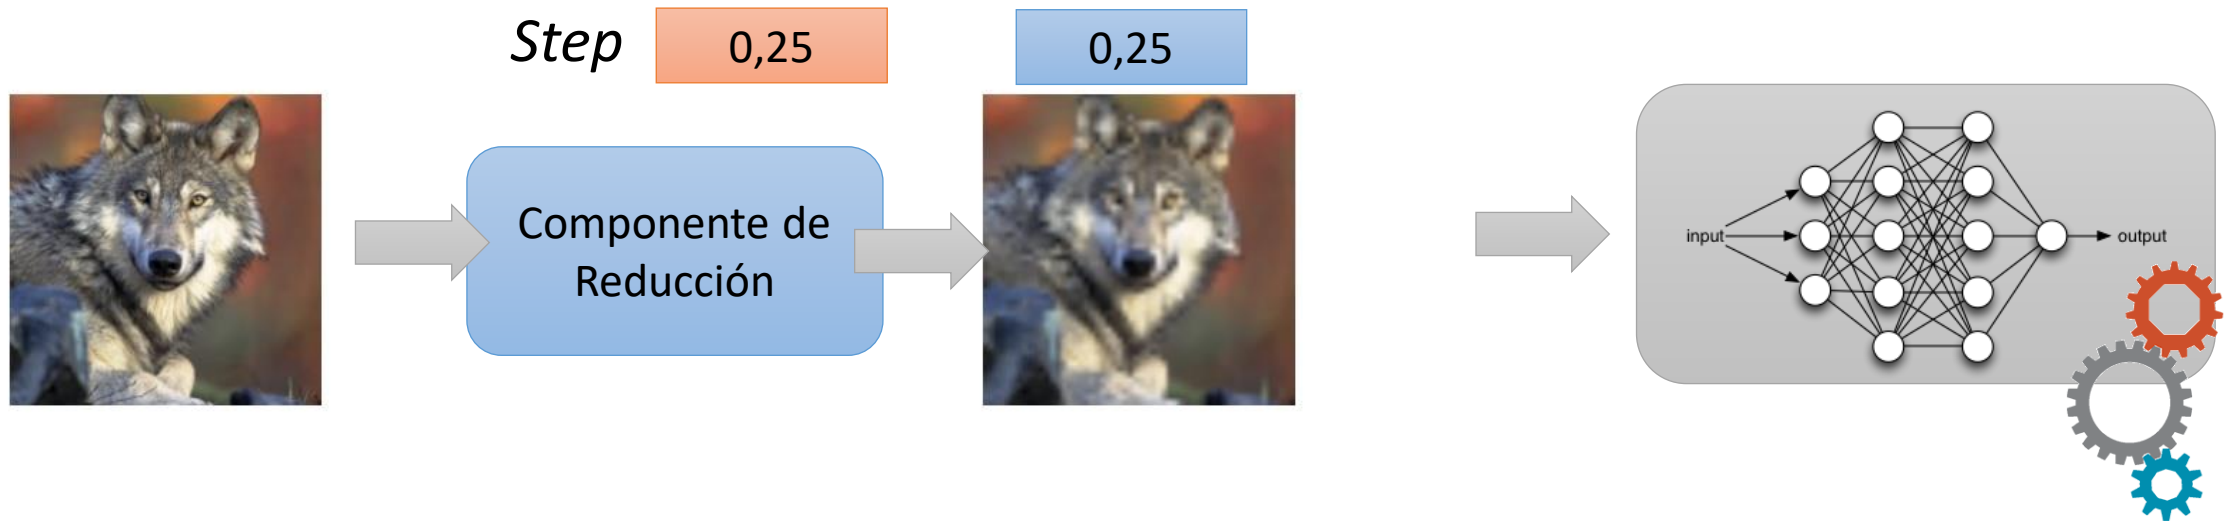 Step
0,25
0,25
Componente de
Reducción
input
output